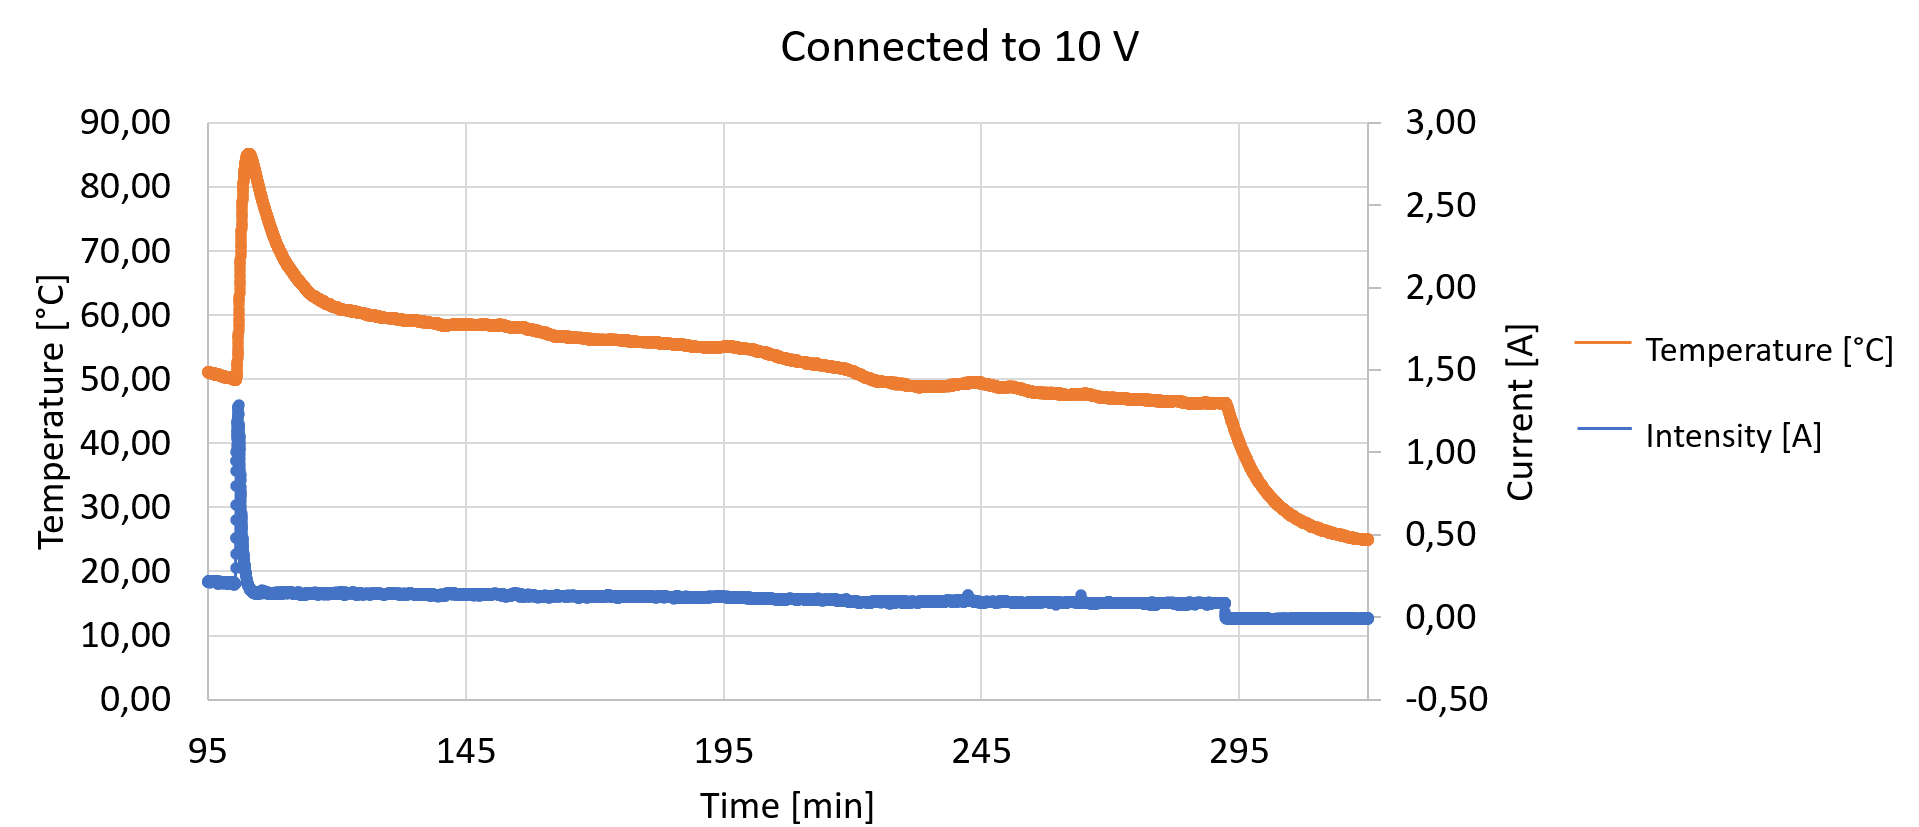 Connected to 10 V
90,00
80,00
70,00
60,00
50,00
40,00
30,00
20,00
10,00
0,00
Temperature [°C]
3,00
2,50
2,00
1,50
1,00
0,50
0,00
-0,50
Current [A]
95 145 195 245 295
Time [min]
Temperature [°C]
Intensity [A]